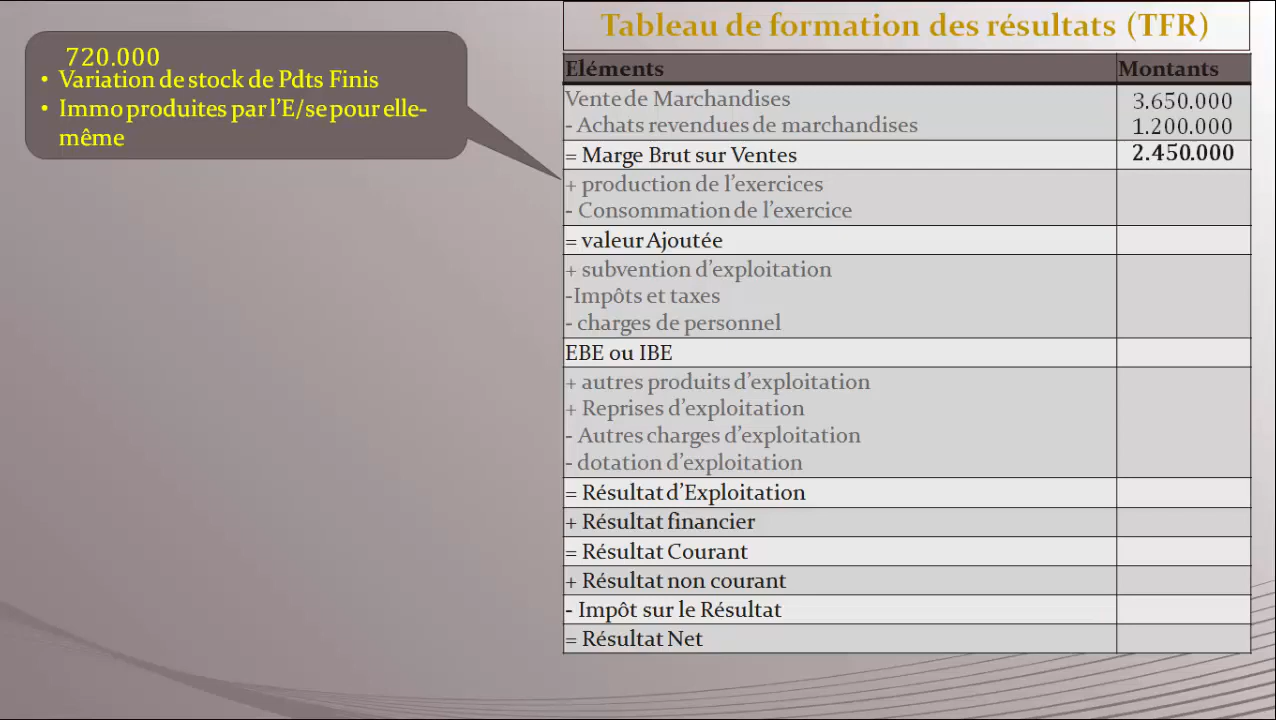 720.000
• Variation de stock de Pdts Finis
• Immo produites par l’E/se pour elle-
même
Tableau de formation des résultats (TFR)
Eléments Montants
Vente de Marchandises 3.650.000
- Achats revendues de marchandises 1.200.000
= Marge Brut sur Ventes 2.450.000
+ production de l’exercices
- Consommation de l’exercice
= valeur Ajoutée
+ subvention d’exploitation
-Impôts et taxes
- charges de personnel
EBE ou IBE
+ autres produits d’exploitation
+ Reprises d’exploitation
- Autres charges d’exploitation
- dotation d’exploitation
= Résultat d’Exploitation
+ Résultat financier
= Résultat Courant
+ Résultat non courant
- Impôt sur le Résultat
= Résultat Net